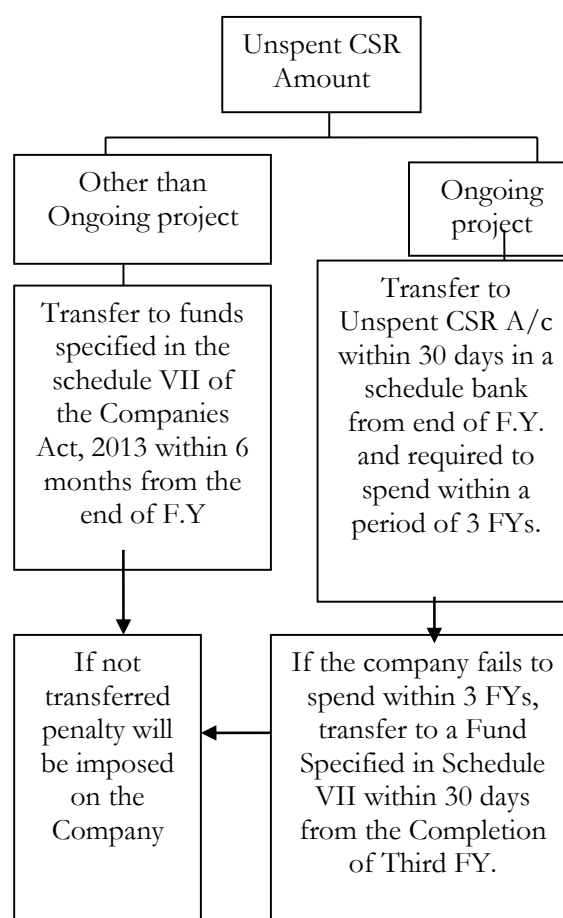 Unspent CSR
Amount
Other than
Ongoing project
Ongoing
project
Transfer to funds
specified in the
schedule VII of
the Companies
Act, 2013 within 6
months from the
end of F.Y
Transfer to
Unspent CSR A/c
within 30 days in a
schedule bank
from end of F.Y.
and required to
spend within a
period of 3 FYs.
If not
transferred
penalty will
be imposed
on the
Company
If the company fails to
spend within 3 FYs,
transfer to a Fund
Specified in Schedule
VII within 30 days
from the Completion
of Third FY.